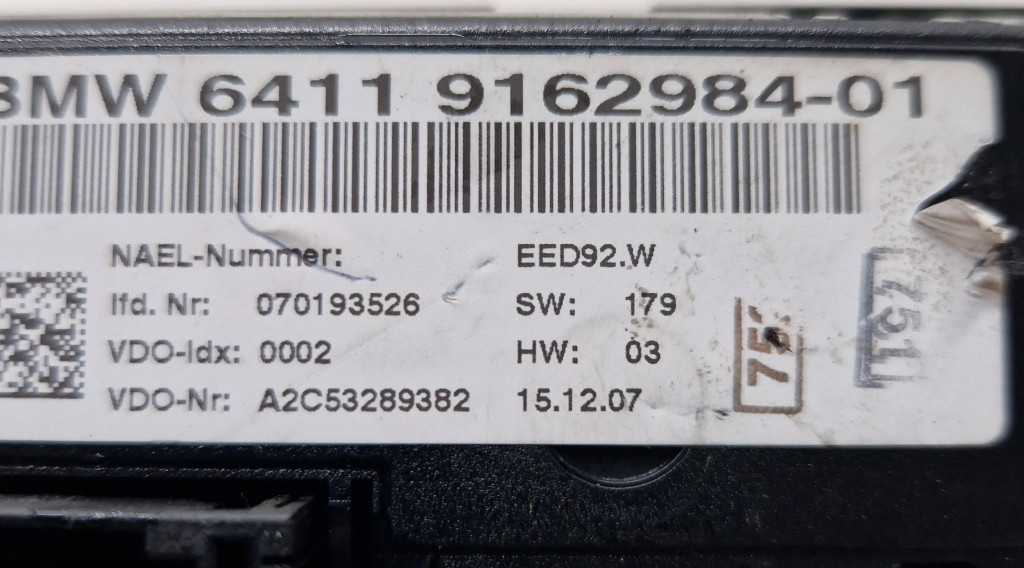 BMW 6411 9162984-01
NAEL-Nummer: EED92.W
lfd. Nr: 070193526 SW: 179
VDO-Idx: 0002 HW: 03
VDO-Nr: A2C53289382 15.12.07
751